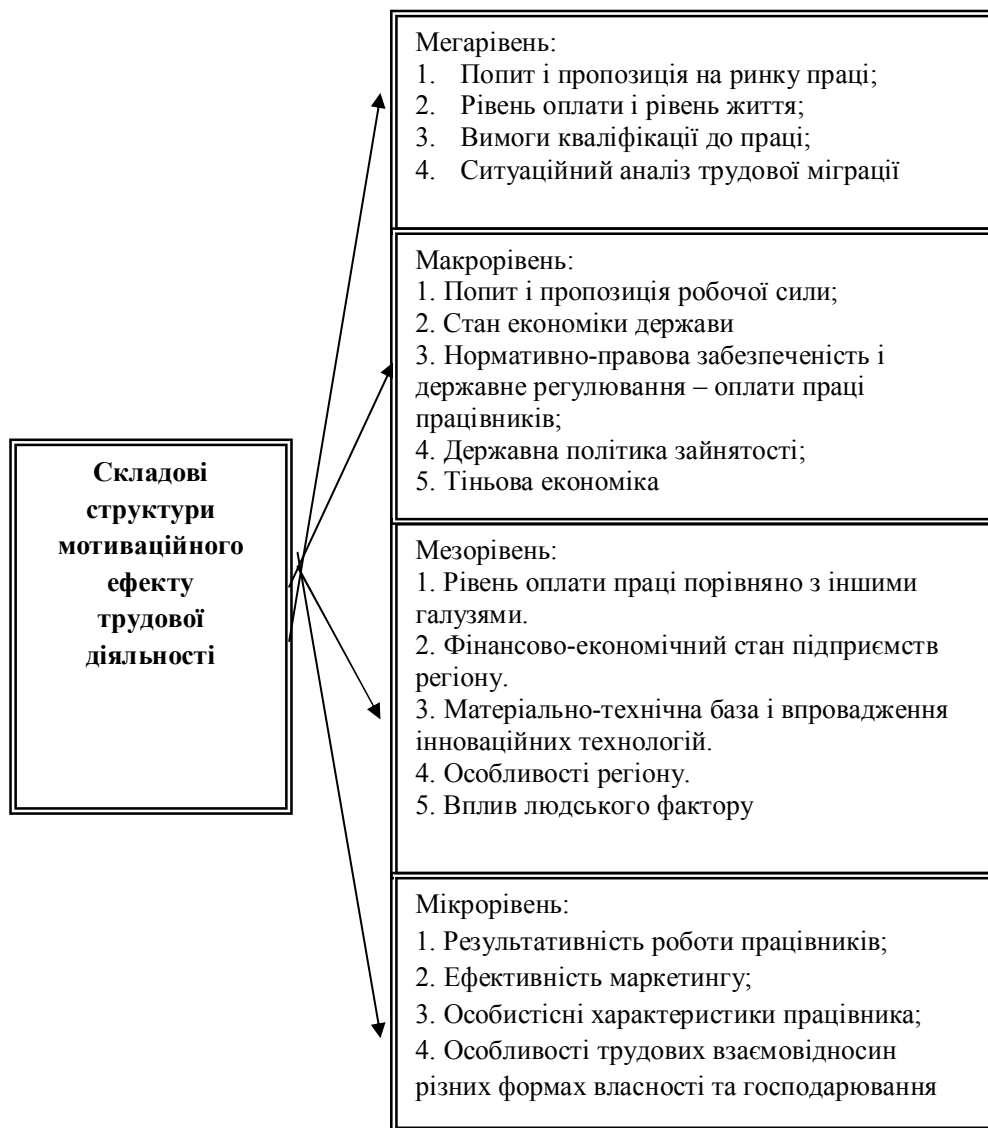 Мегарівень:
1. Попит і пропозиція на ринку праці;
2. Рівень оплати і рівень життя;
3. Вимоги кваліфікації до праці;
4. Ситуаційний аналіз трудової міграції
Макрорівень:
1. Попит і пропозиція робочої сили;
2. Стан економіки держави
3. Нормативно-правова забезпеченість і
державне регулювання – оплати праці
працівників;
4. Державна політика зайнятості;
5. Тіньова економіка
Складові
структури
мотиваційного
ефекту
трудової
діяльності
Мезорівень:
1. Рівень оплати праці порівняно з іншими
галузями.
2. Фінансово-економічний стан підприємств
регіону.
3. Матеріально-технічна база і впровадження
інноваційних технологій.
4. Особливості регіону.
5. Вплив людського фактору
Мікрорівень:
1. Результативність роботи працівників;
2. Ефективність маркетингу;
3. Особистісні характеристики працівника;
4. Особливості трудових взаємовідносин
різних формах власності та господарювання